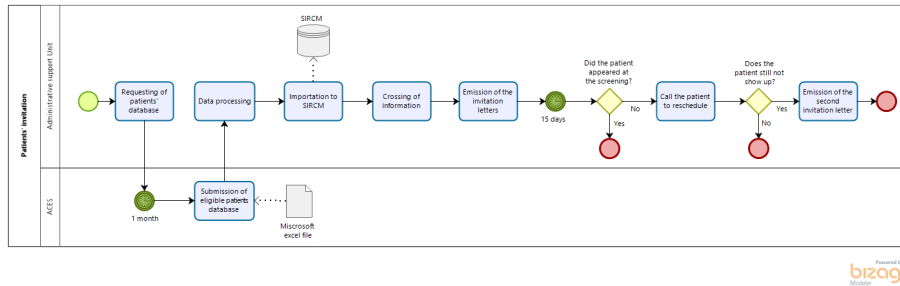 Patients' invitation
Administrative support Unit
ACES
SIRCM
Requesting of
patients'
database
Data processing
Importation to
SIRCM
Crossing of
information
Emission of the
invitation
letters
15 days
Did the patient
appeared at
the screening?
No
Yes
Call the patient
to reschedule
Does the
patient still not
show up?
Yes
No
Emission of the
second
invitation letter
1 month
Submission of
eligible patients
database
Miscrosoft
excel file
Powered b
bizag
Modeler